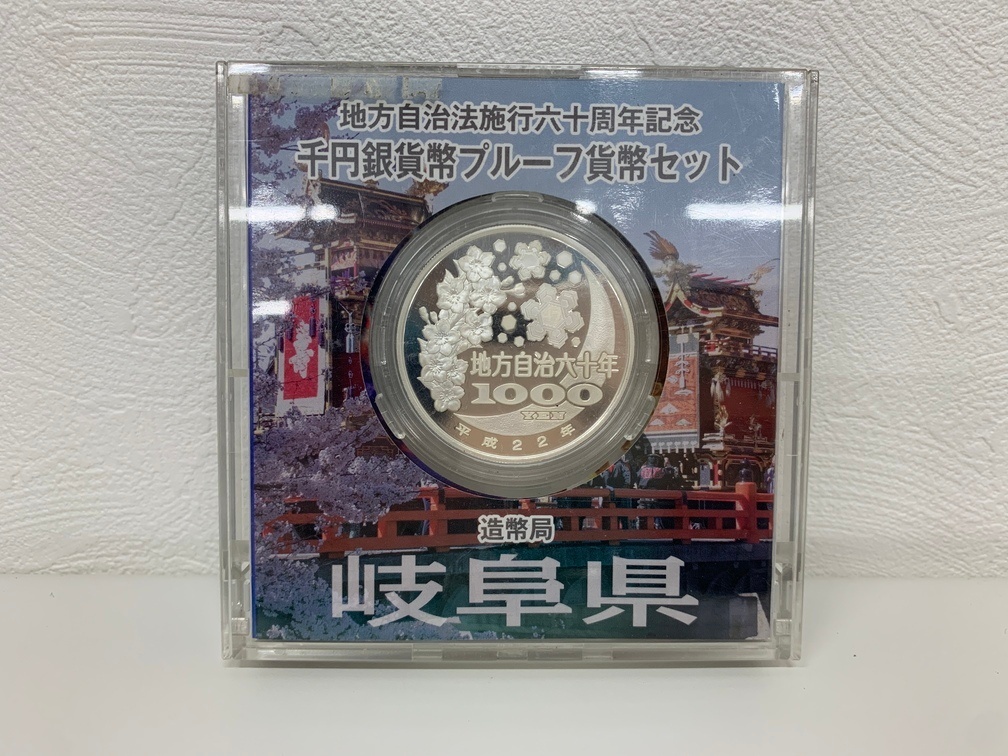 地方自治法施行六十周年記念
千円銀貨幣プルーフ貨幣セット
地方自治六十年
1000
YEN
平成22年
造幣局
岐阜県